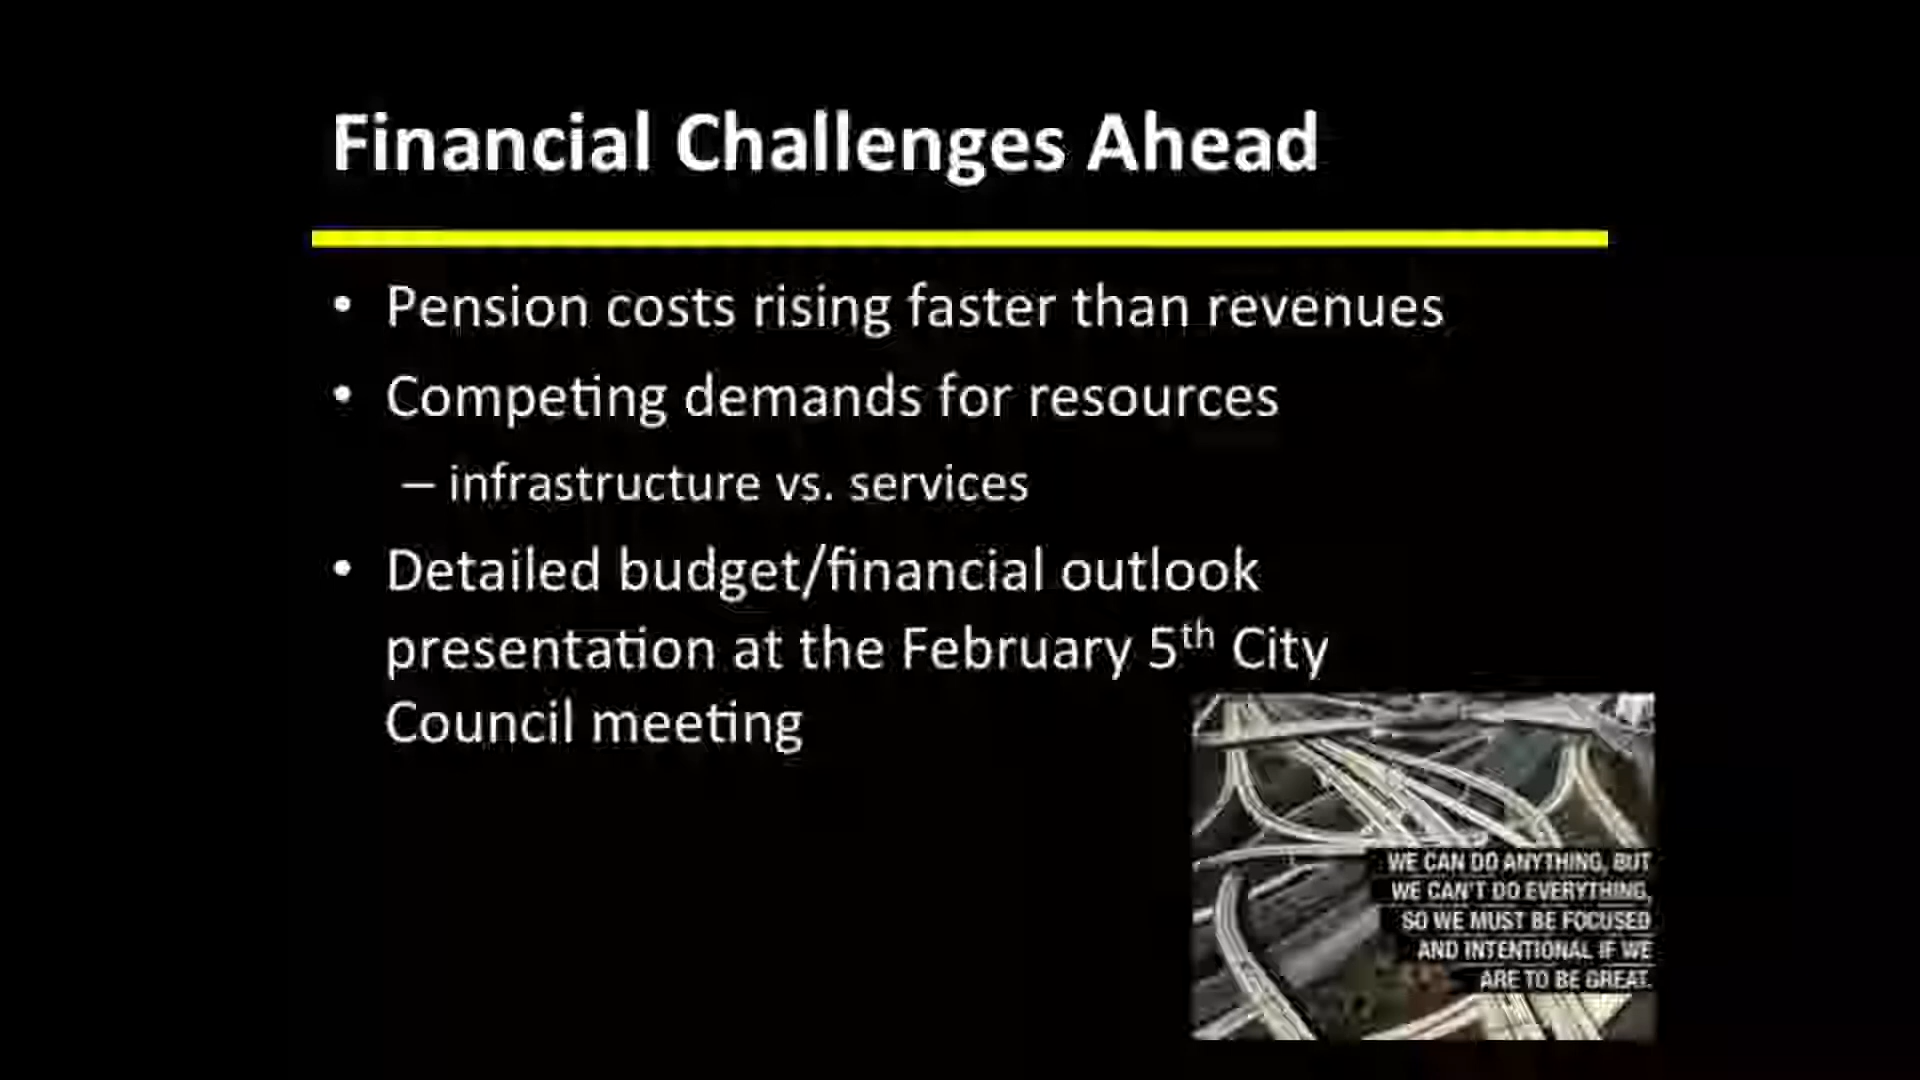 Financial Challenges Ahead
• Pension costs rising faster than revenues
• Competing demands for resources
– infrastructure vs. services
• Detailed budget/financial outlook
presentation at the February 5th City
Council meeting
WE CAN DO ANYTHING, BUT
WE CAN'T DO EVERYTHING,
SO WE MUST BE FOCUSED
AND INTENTIONAL IF WE
ARE TO BE GREAT.